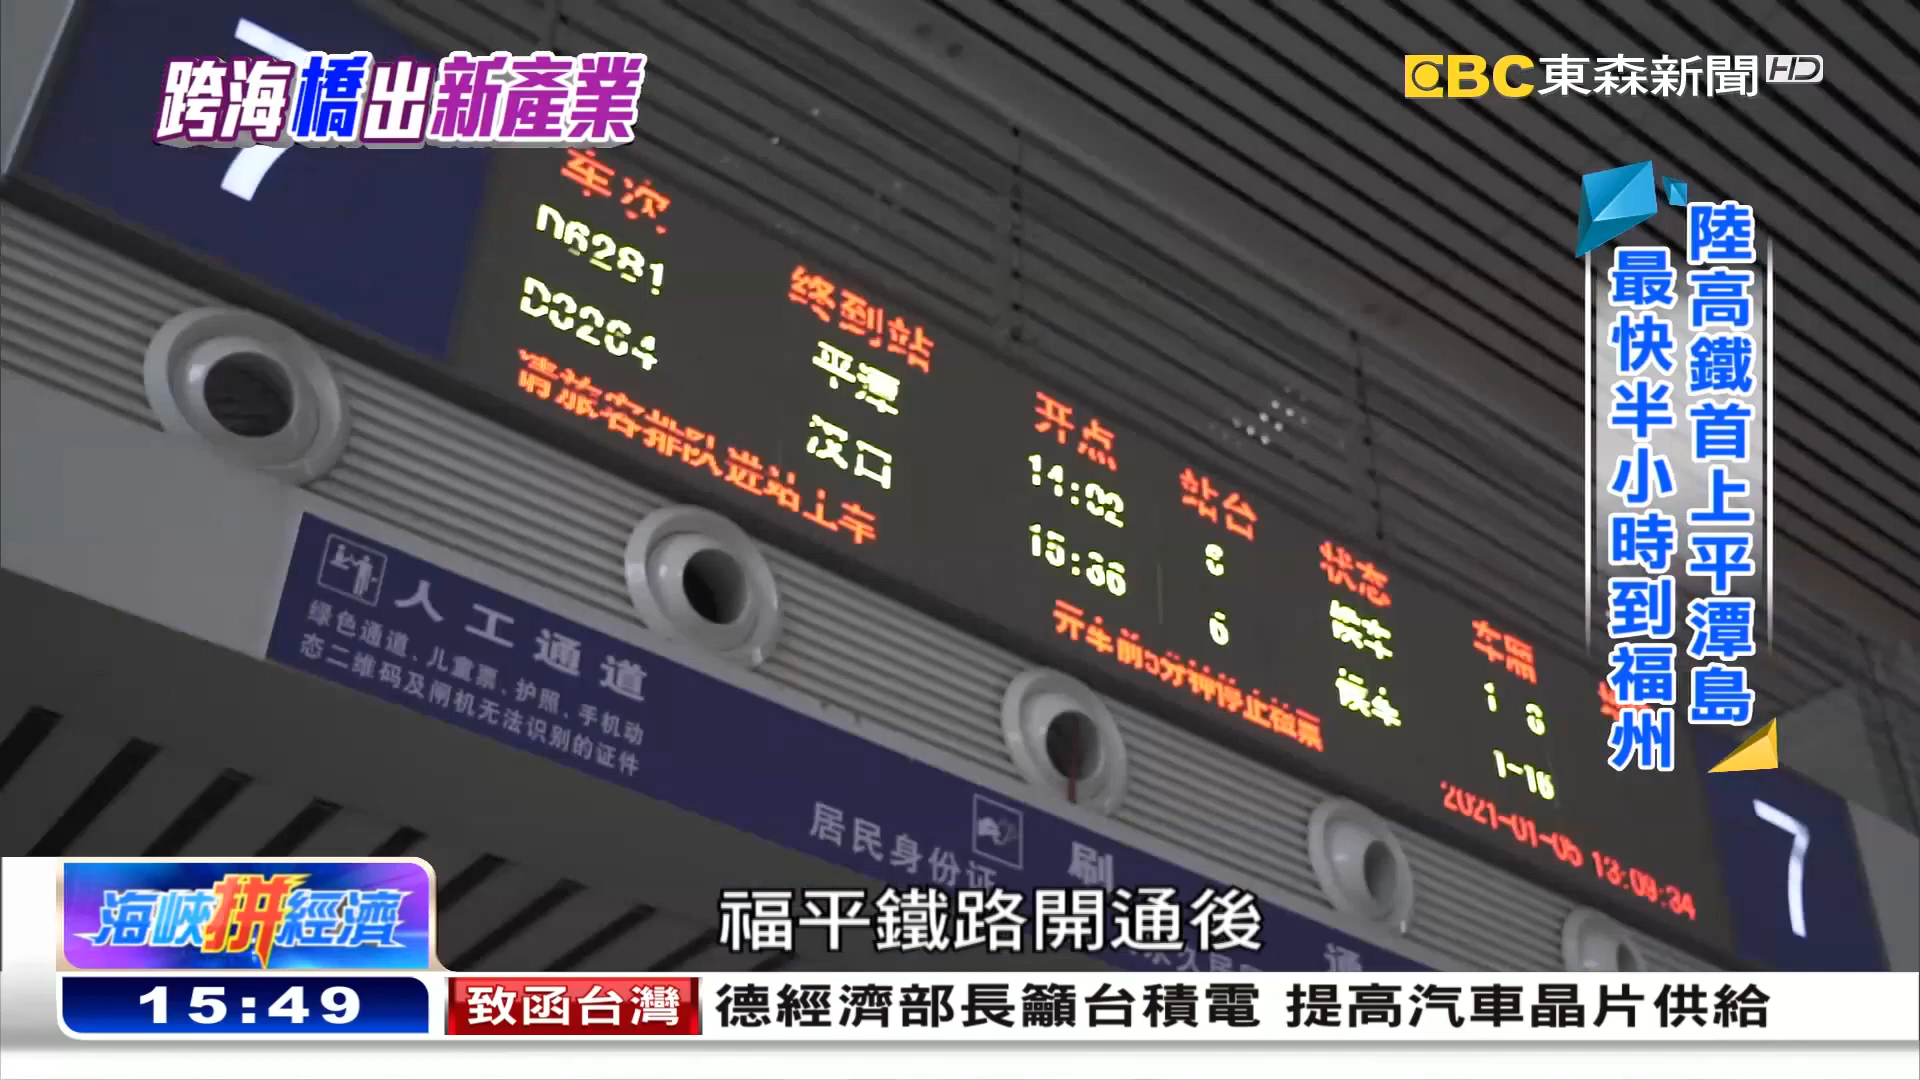 跨海橋出新產業
EBC東森新聞HD
陸高鐵首上平潭島
最快半小時到福州
7
车次 终到站 开点 站台 状态 车厢
D6281 平潭 14:02 候车
D3264 汉口 15:36 6 候车 1-16
请旅客排队进站上车
开车前5分钟停止检票
2021-01-05 13:09:34
7
人工通道
绿色通道、儿童票、护照、手机动
态二维码及闸机无法识别的证件
居民身份证
刷
通
福平鐵路開通後
海峽拼經濟
15:49
致函台灣
德經濟部長籲台積電 提高汽車晶片供給